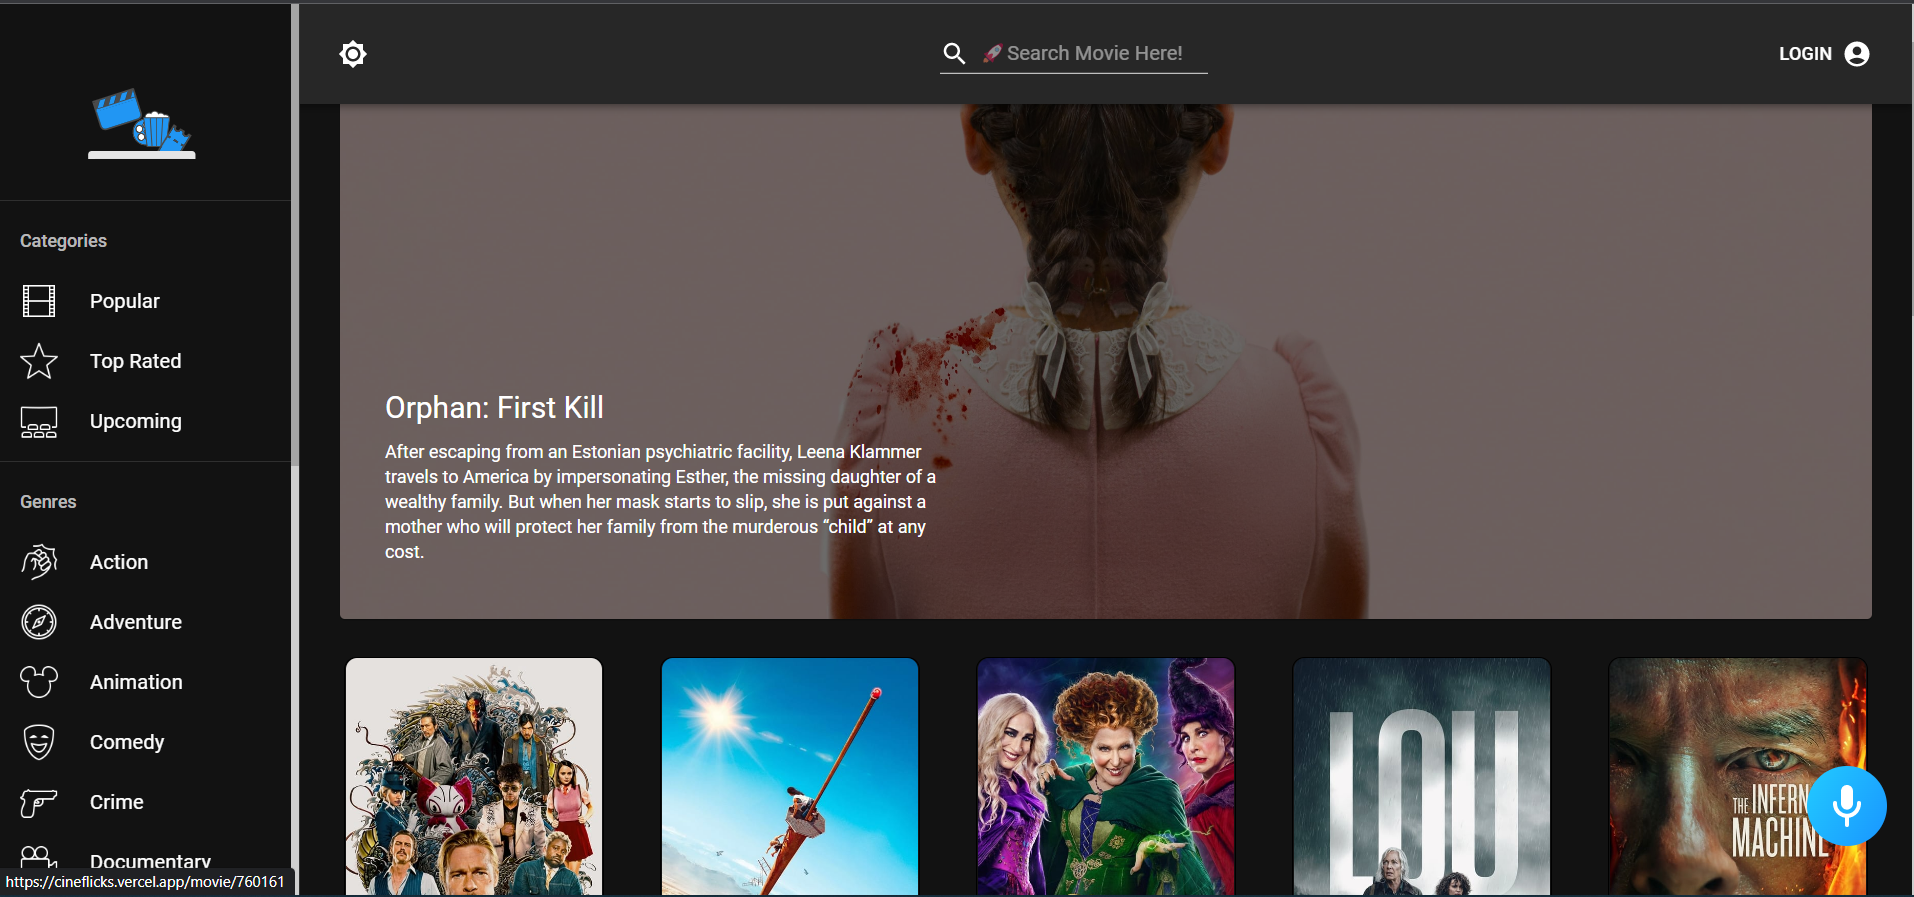 🚀 Search Movie Here!
LOGIN
Categories
Popular
Top Rated
Upcoming
Genres
Action
Adventure
Animation
Comedy
Crime
Documentary
https://cineflicks.vercel.app/movie/760161
Orphan: First Kill
After escaping from an Estonian psychiatric facility, Leena Klammer
travels to America by impersonating Esther, the missing daughter of a
wealthy family. But when her mask starts to slip, she is put against a
mother who will protect her family from the murderous “child” at any
cost.
LOU
THE INFERN
MACHINE